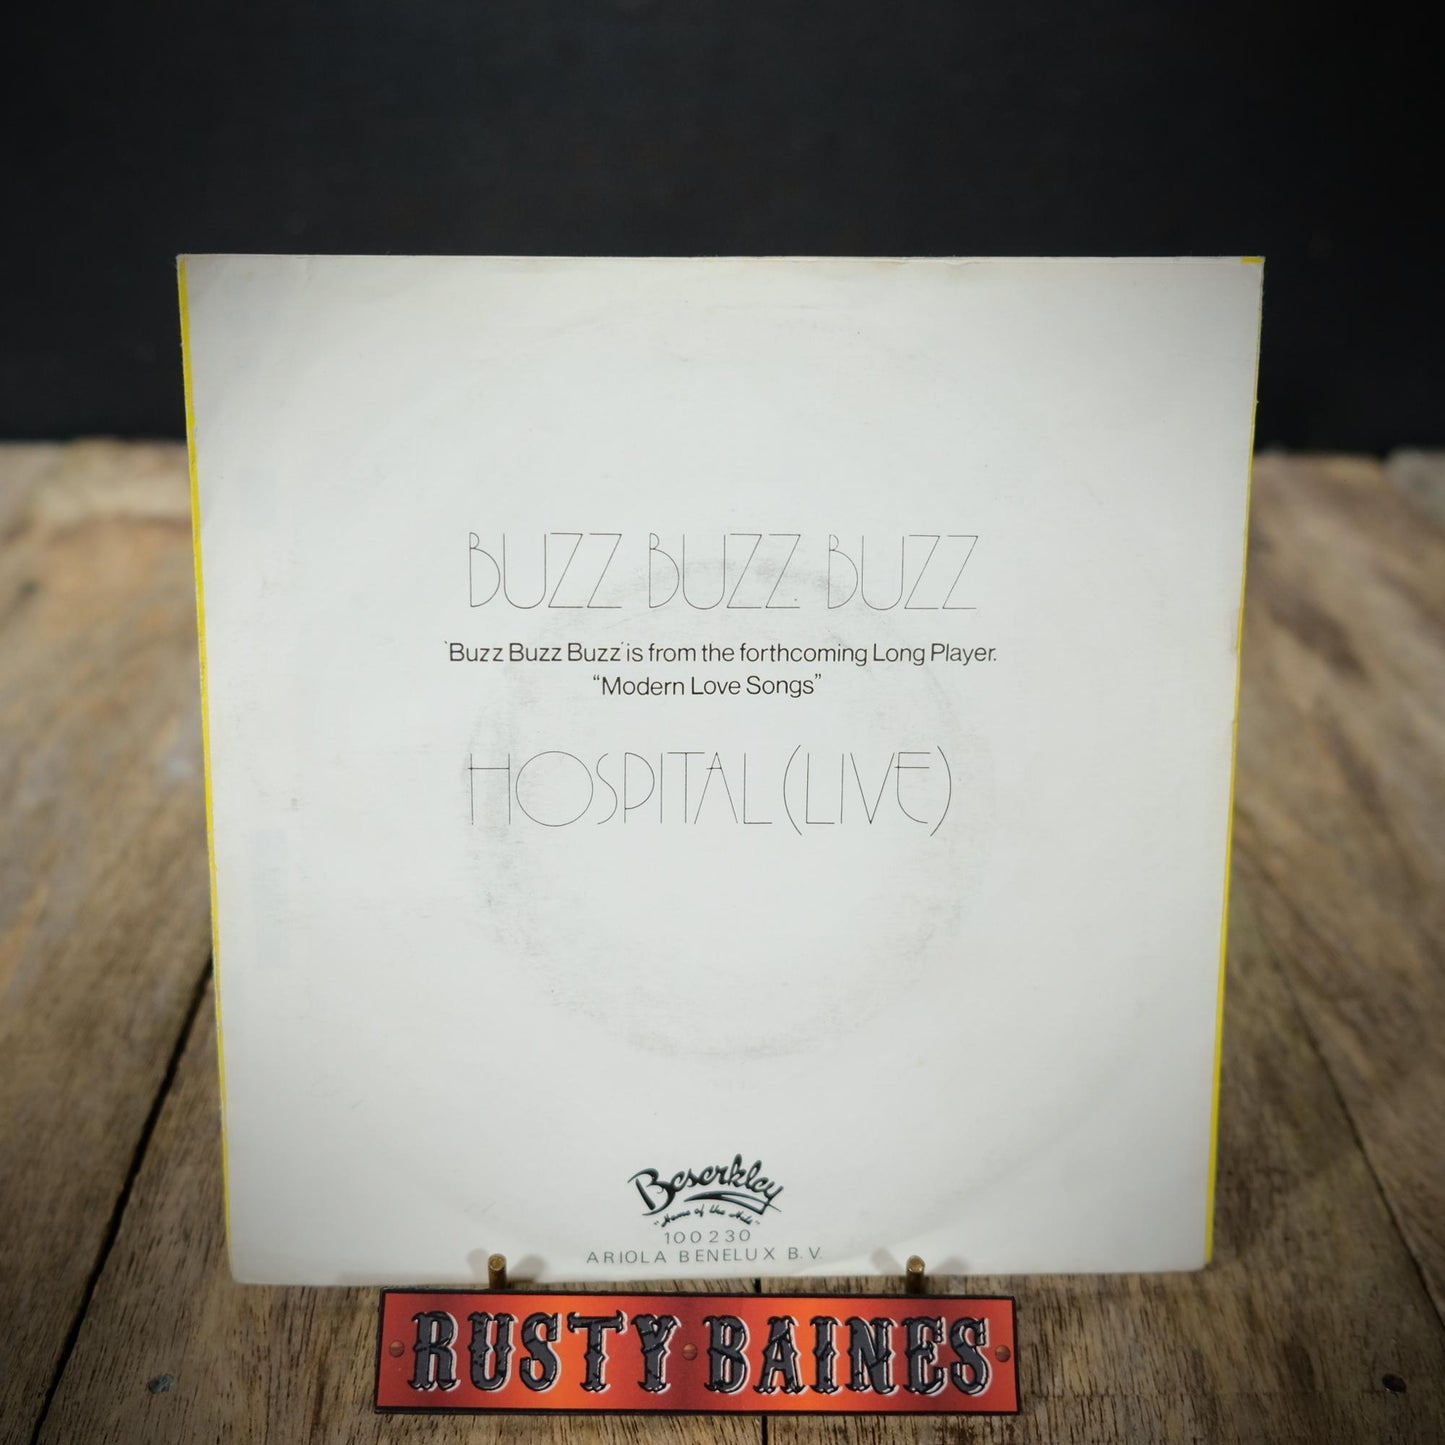 BUZZ BUZZ BUZZ
'Buzz Buzz Buzz' is from the forthcoming Long Player.
"Modern Love Songs"
HOSPITAL (LIVE)
Beserkley
"Home of the Hits"
100230
ARIOLA BENELUX B.V.
RUSTY BAINES